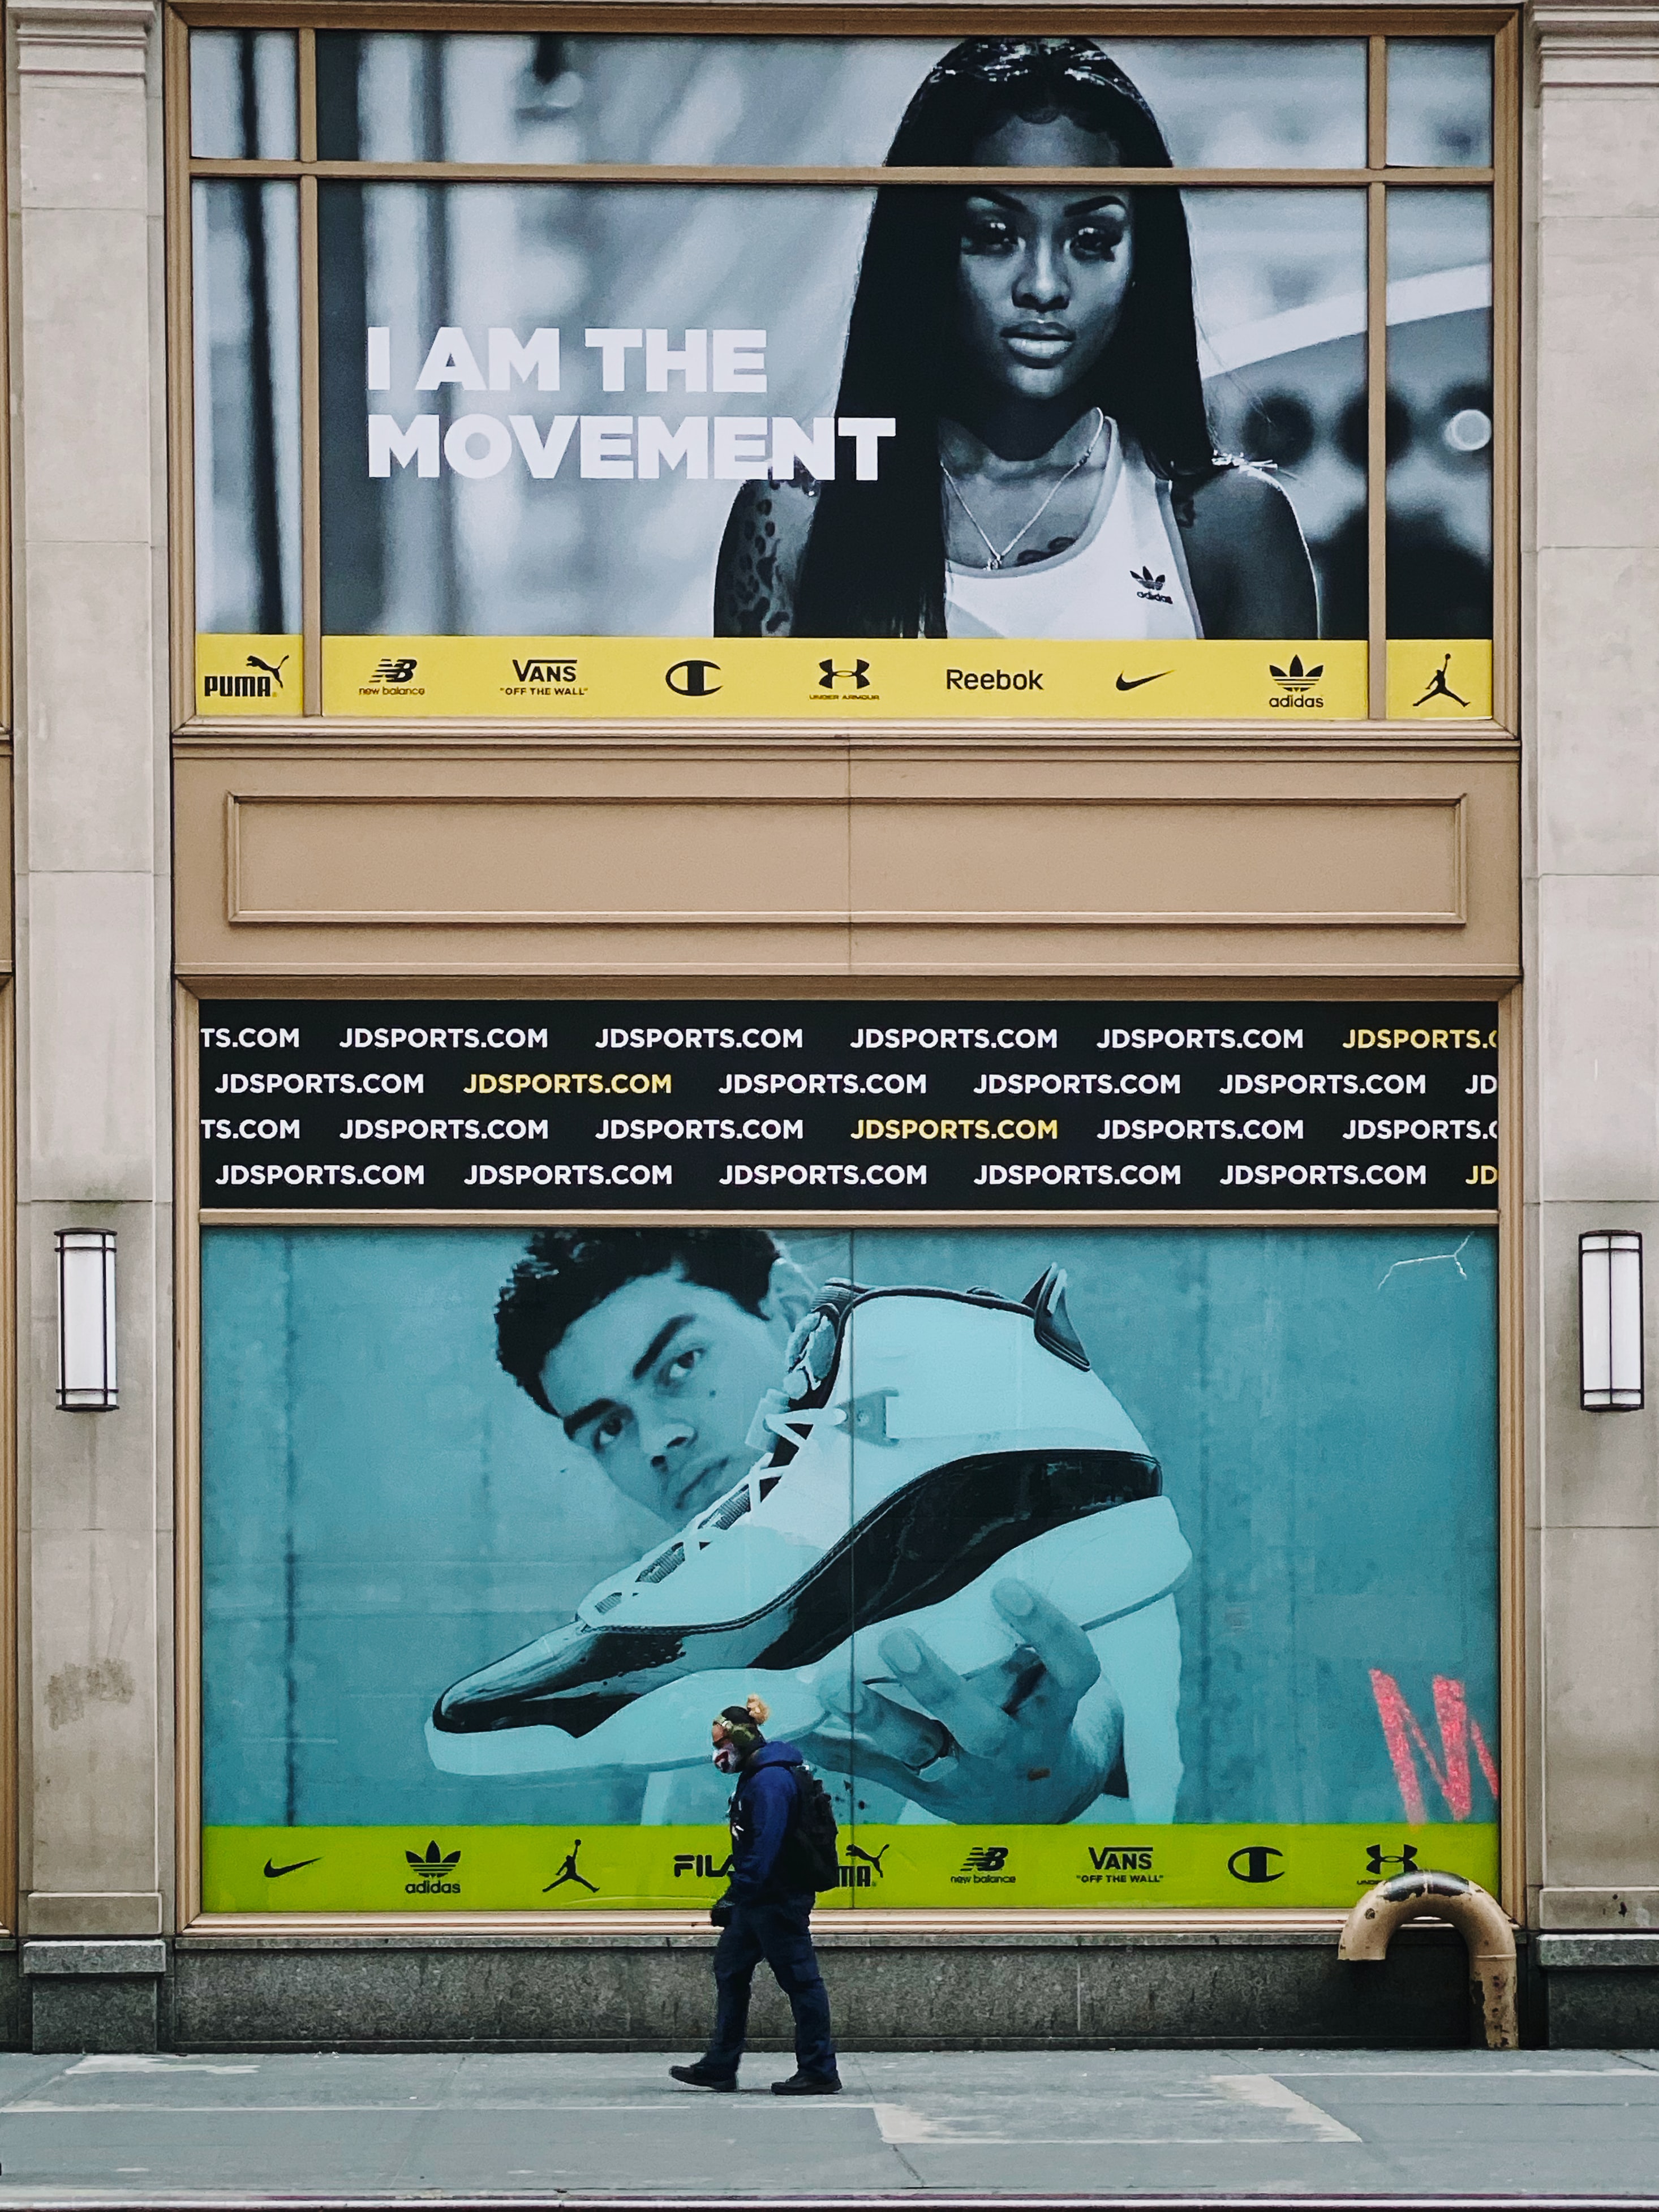 I AM THE
MOVEMENT
adidas
PUMA new balance VANS "OFF THE WALL" UNDER ARMOUR Reebok adidas
TS.COM JDSPORTS.COM JDSPORTS.COM JDSPORTS.COM JDSPORTS.COM JDSPORTS.C
JDSPORTS.COM JDSPORTS.COM JDSPORTS.COM JDSPORTS.COM JDSPORTS.COM JD
TS.COM JDSPORTS.COM JDSPORTS.COM JDSPORTS.COM JDSPORTS.COM JDSPORTS.C
JDSPORTS.COM JDSPORTS.COM JDSPORTS.COM JDSPORTS.COM JDSPORTS.COM JD
adidas FILA MA new balance VANS "OFF THE WALL" UNDE